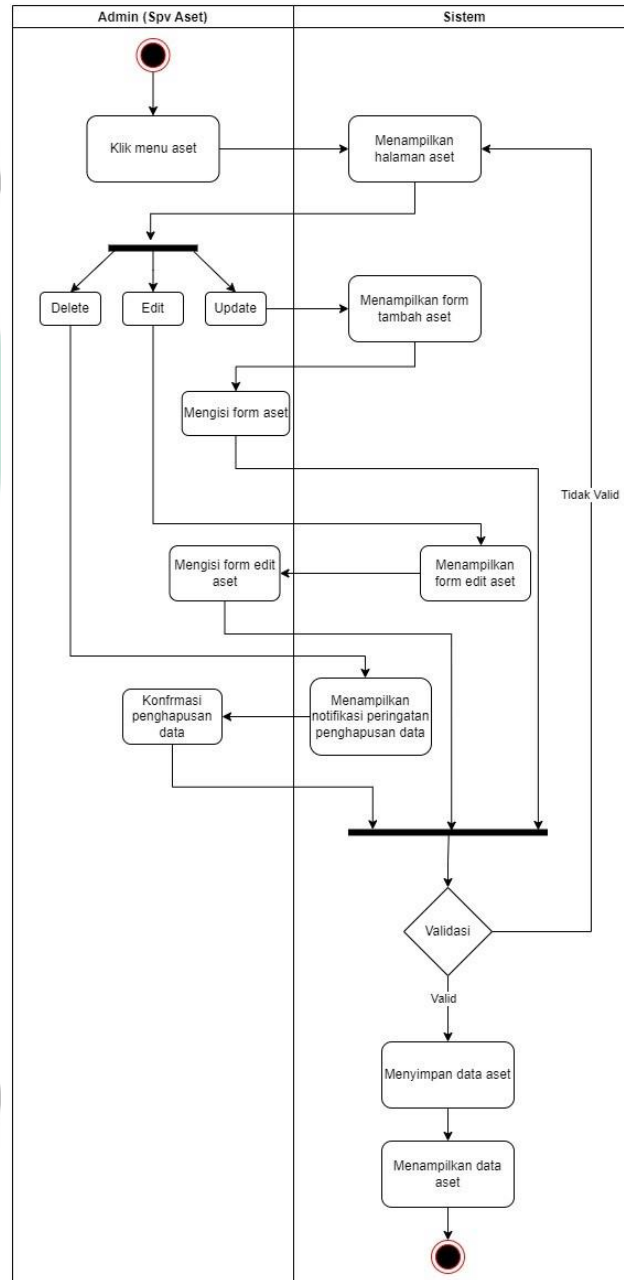 Admin (Spv Aset)
Sistem
Klik menu aset
Menampilkan
halaman aset
Delete
Edit
Update
Menampilkan form
tambah aset
Mengisi form aset
Tidak Valid
Mengisi form edit
aset
Menampilkan
form edit aset
Konfrmasi
penghapusan
data
Menampilkan
notifikasi peringatan
penghapusan data
Validasi
Valid
Menyimpan data aset
Menampilkan data
aset